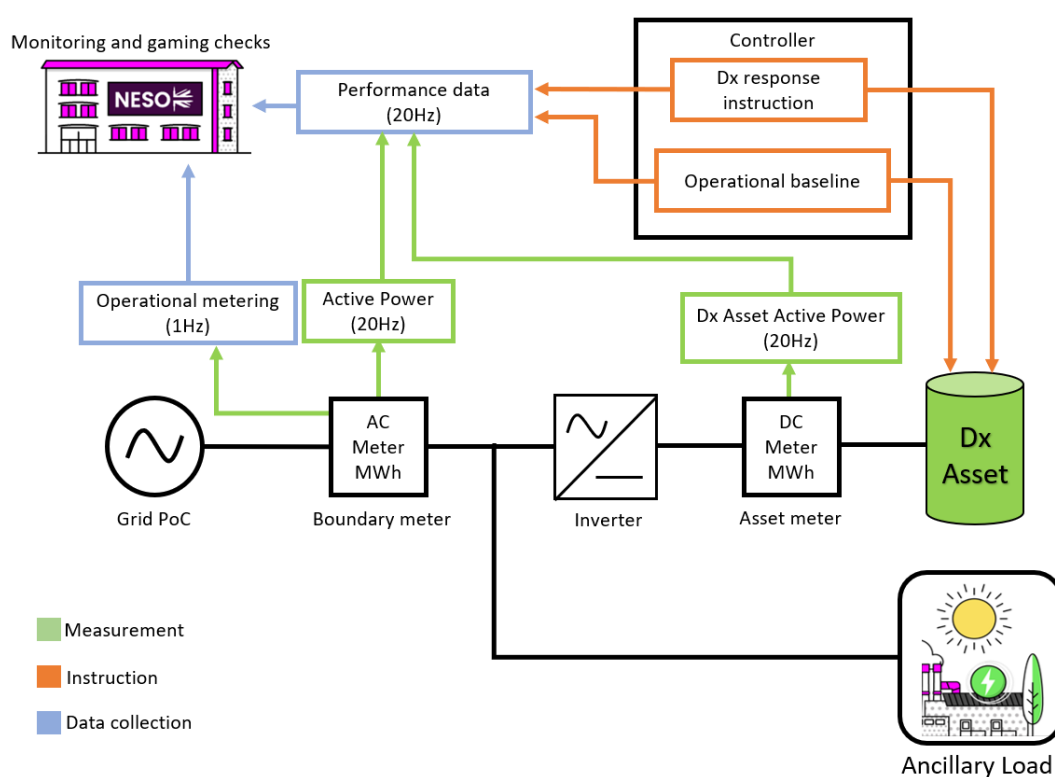 Monitoring and gaming checks
NESO
Performance data
(20Hz)
Controller
Dx response
instruction
Operational baseline
Operational metering
(1Hz)
Active Power
(20Hz)
Dx Asset Active Power
(20Hz)
AC
Meter
MWh
DC
Meter
MWh
Dx
Asset
Grid PoC
Boundary meter
Inverter
Asset meter
Measurement
Instruction
Data collection
Ancillary Load